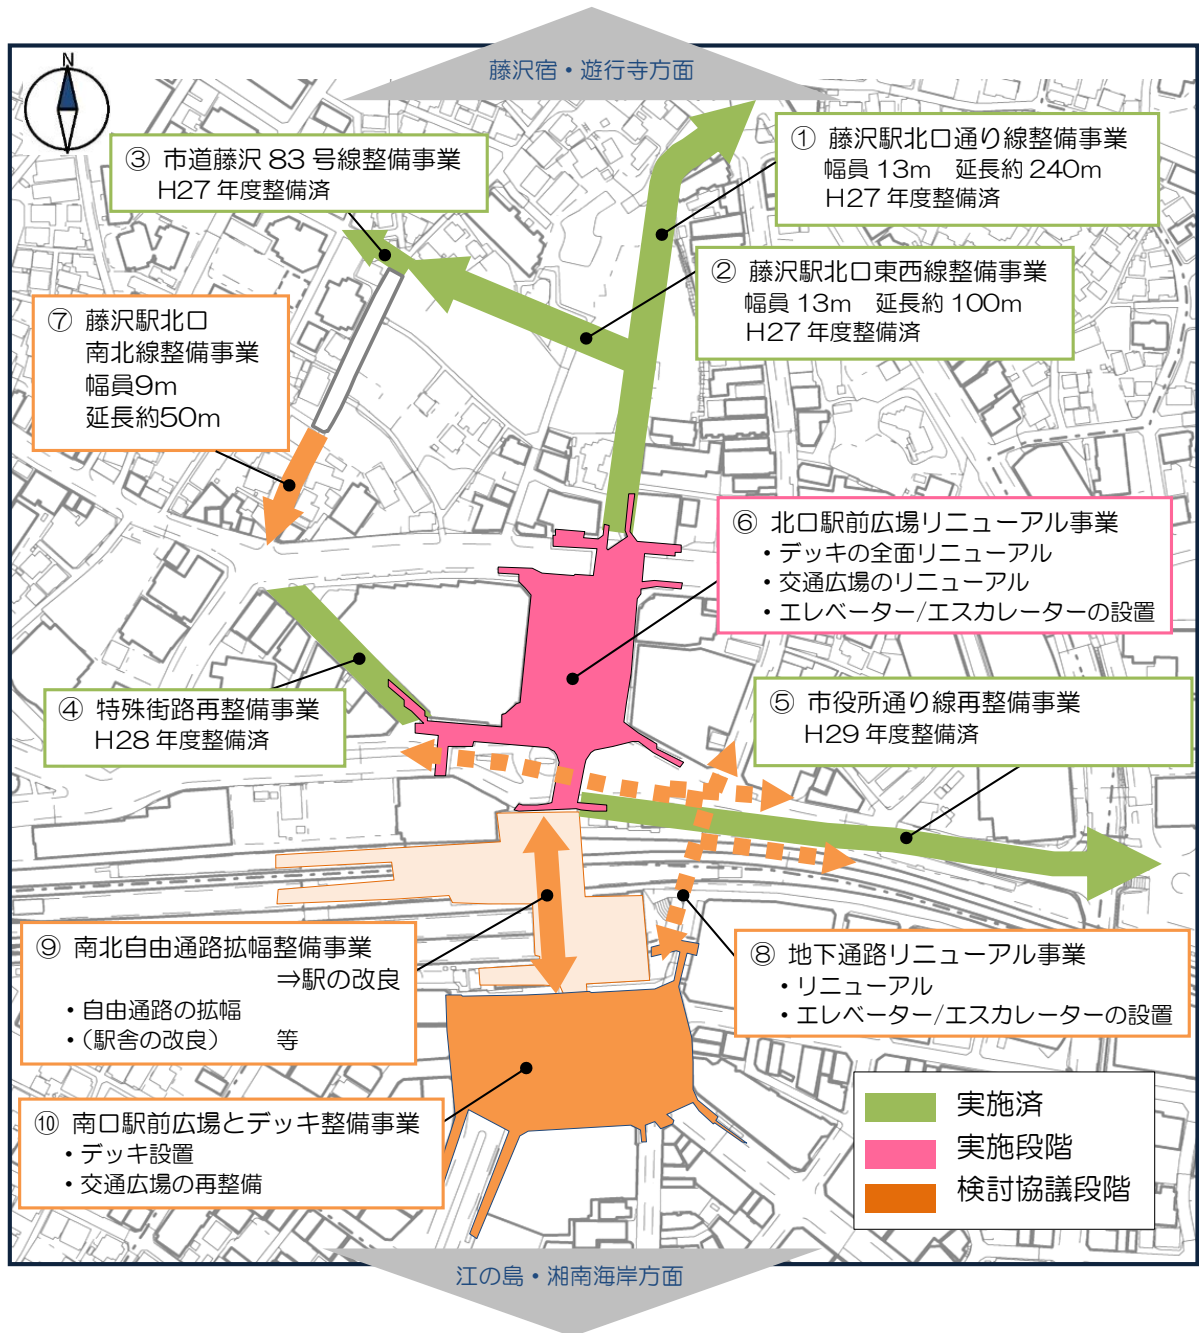 藤沢宿・遊行寺方面
N
① 藤沢駅北口通り線整備事業
幅員 13m 延長約 240m
H27 年度整備済
③ 市道藤沢 83 号線整備事業
H27 年度整備済
② 藤沢駅北口東西線整備事業
幅員 13m 延長約 100m
H27 年度整備済
⑦ 藤沢駅北口
南北線整備事業
幅員9m
延長約50m
⑥ 北口駅前広場リニューアル事業
・デッキの全面リニューアル
・交通広場のリニューアル
・エレベーター/エスカレーターの設置
④ 特殊街路再整備事業
H28 年度整備済
⑤ 市役所通り線再整備事業
H29 年度整備済
⑨ 南北自由通路拡幅整備事業
⇒駅の改良
・自由通路の拡幅
・(駅舎の改良) 等
⑧ 地下通路リニューアル事業
・リニューアル
・エレベーター/エスカレーターの設置
⑩ 南口駅前広場とデッキ整備事業
・デッキ設置
・交通広場の再整備
実施済
実施段階
検討協議段階
江の島・湘南海岸方面